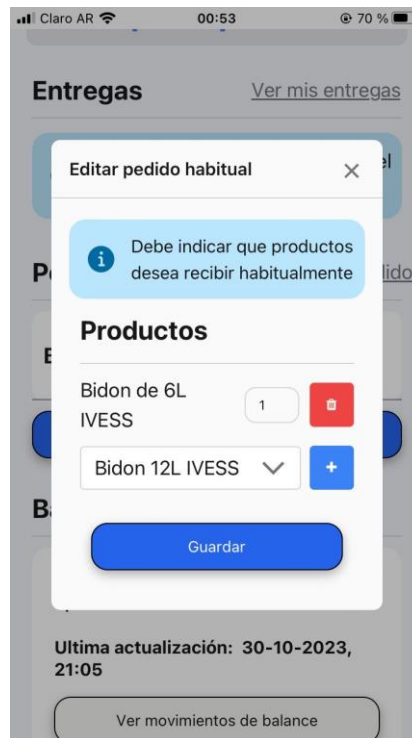 Claro AR 00:53 70 %
Entregas Ver mis entregas
el
Editar pedido habitual
Debe indicar que productos
desea recibir habitualmente
Productos
Bidon de 6L
IVESS
1
Bidon 12L IVESS
+
Guardar
Ultima actualización: 30-10-2023,
21:05
Ver movimientos de balance